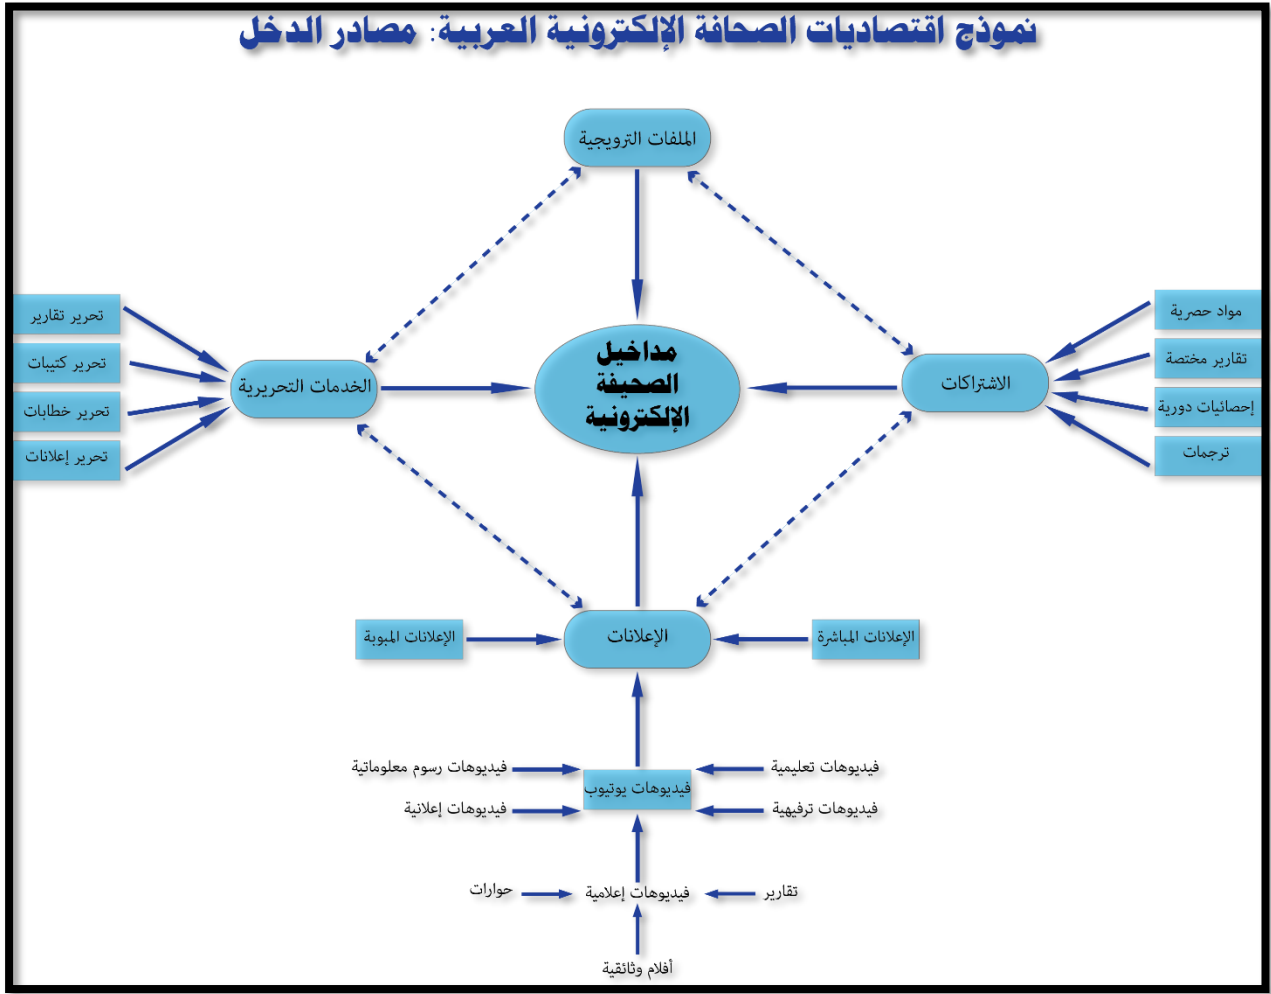 نموذج اقتصاديات الصحافة الإلكترونية العربية: مصادر الدخل
الملفات الترويجية
مواد حصرية
تقارير مختصة
إحصائيات دورية
ترجمات
الاشتراكات
مداخيل
الصحيفة
الإلكترونية
الخدمات التحريرية
تحرير تقارير
تحرير كتيبات
تحرير خطابات
تحرير إعلانات
الإعلانات المباشرة
الإعلانات
الإعلانات المبوبة
فيديوهات تعليمية
فيديوهات رسوم معلوماتية
فيديوهات يوتيوب
فيديوهات ترفيهية
فيديوهات إعلانية
تقارير
فيديوهات إعلامية
حوارات
أفلام وثائقية